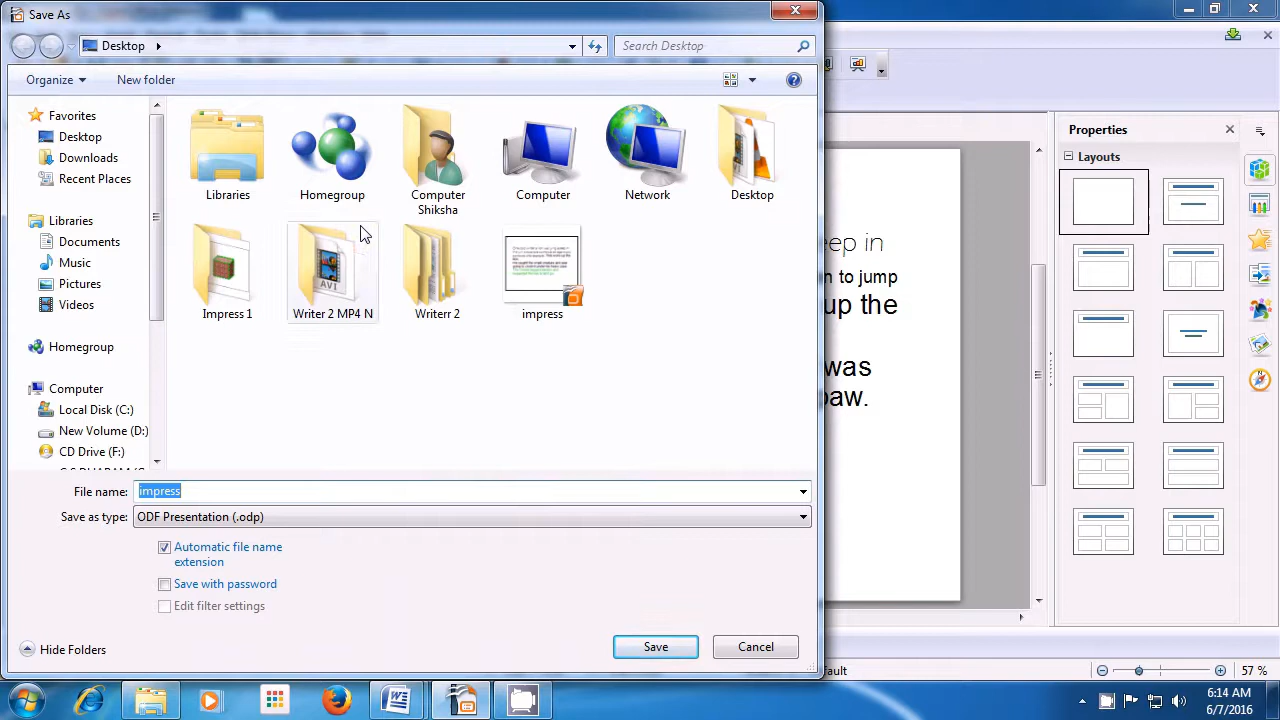 Save As
Desktop
Search Desktop
Organize
New folder
Favorites
Desktop
Downloads
Recent Places
Libraries
Documents
Music
Pictures
Videos
Homegroup
Computer
Local Disk (C:)
New Volume (D:)
CD Drive (F:)
Libraries
Homegroup
Computer
Shiksha
Computer
Network
Desktop
Impress 1
Writer 2 MP4 N
AVI
Writerr 2
impress
File name:
impress
Save as type:
ODF Presentation (.odp)
Automatic file name
extension
Save with password
Edit filter settings
Hide Folders
Save
Cancel
eep in
n to jump
up the
was
paw.
Properties
Layouts
fault
57 %
6:14 AM
6/7/2016